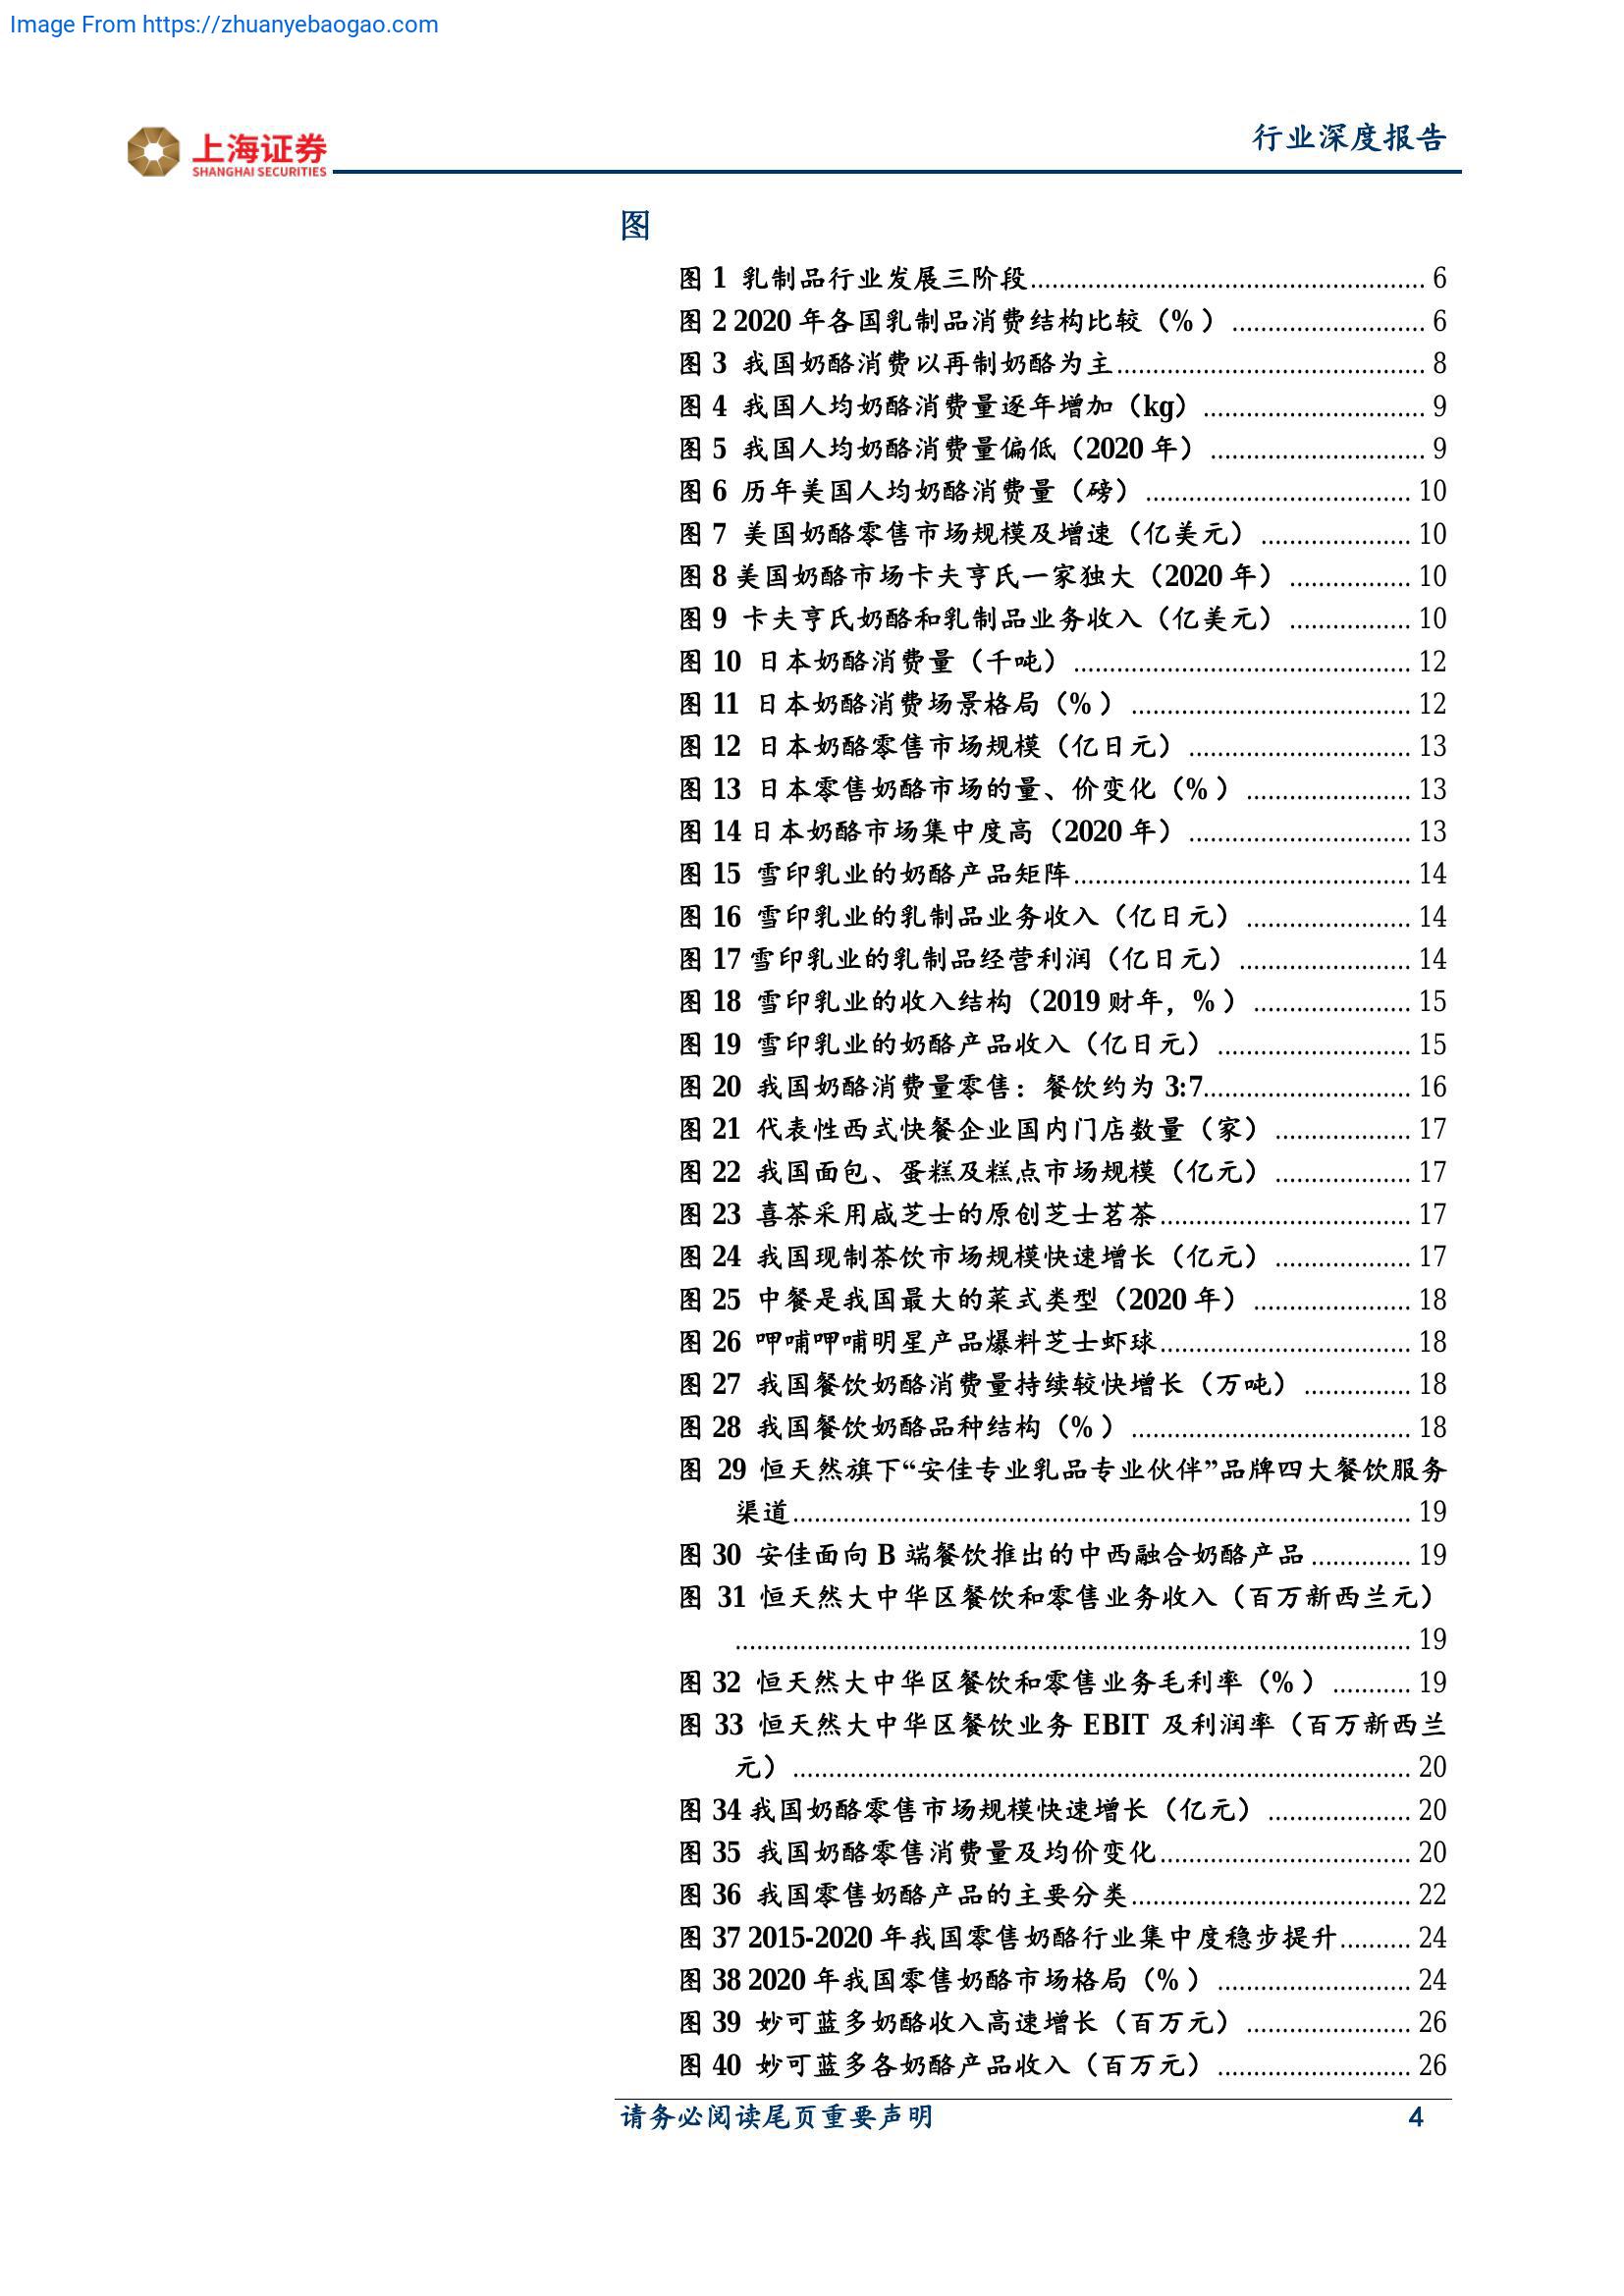 Image From https://zhuanyebaogao.com
上海证券
SHANGHAI SECURITIES
行业深度报告
图
图 1 乳制品行业发展三阶段....................................................... 6
图 2 2020 年各国乳制品消费结构比较（%）........................... 6
图 3 我国奶酪消费以再制奶酪为主........................................... 8
图 4 我国人均奶酪消费量逐年增加（kg）............................... 9
图 5 我国人均奶酪消费量偏低（2020 年）.............................. 9
图 6 历年美国人均奶酪消费量（磅）..................................... 10
图 7 美国奶酪零售市场规模及增速（亿美元）..................... 10
图 8 美国奶酪市场卡夫亨氏一家独大（2020 年）................. 10
图 9 卡夫亨氏奶酪和乳制品业务收入（亿美元）................. 10
图 10 日本奶酪消费量（千吨）............................................... 12
图 11 日本奶酪消费场景格局（%）....................................... 12
图 12 日本奶酪零售市场规模（亿日元）............................... 13
图 13 日本零售奶酪市场的量、价变化（%）....................... 13
图 14 日本奶酪市场集中度高（2020 年）............................... 13
图 15 雪印乳业的奶酪产品矩阵............................................... 14
图 16 雪印乳业的乳制品业务收入（亿日元）....................... 14
图 17 雪印乳业的乳制品经营利润（亿日元）........................ 14
图 18 雪印乳业的收入结构（2019 财年，%）...................... 15
图 19 雪印乳业的奶酪产品收入（亿日元）........................... 15
图 20 我国奶酪消费量零售：餐饮约为 3:7............................. 16
图 21 代表性西式快餐企业国内门店数量（家）................... 17
图 22 我国面包、蛋糕及糕点市场规模（亿元）................... 17
图 23 喜茶采用咸芝士的原创芝士茗茶................................... 17
图 24 我国现制茶饮市场规模快速增长（亿元）................... 17
图 25 中餐是我国最大的菜式类型（2020 年）...................... 18
图 26 呷哺呷哺明星产品爆料芝士虾球................................... 18
图 27 我国餐饮奶酪消费量持续较快增长（万吨）............... 18
图 28 我国餐饮奶酪品种结构（%）....................................... 18
图 29 恒天然旗下“安佳专业乳品专业伙伴”品牌四大餐饮服务
渠道...................................................................................... 19
图 30 安佳面向 B 端餐饮推出的中西融合奶酪产品.............. 19
图 31 恒天然大中华区餐饮和零售业务收入（百万新西兰元）
.............................................................................................. 19
图 32 恒天然大中华区餐饮和零售业务毛利率（%）........... 19
图 33 恒天然大中华区餐饮业务 EBIT 及利润率（百万新西兰
元）...................................................................................... 20
图 34 我国奶酪零售市场规模快速增长（亿元）.................... 20
图 35 我国奶酪零售消费量及均价变化................................... 20
图 36 我国零售奶酪产品的主要分类....................................... 22
图 37 2015-2020 年我国零售奶酪行业集中度稳步提升.......... 24
图 38 2020 年我国零售奶酪市场格局（%）........................... 24
图 39 妙可蓝多奶酪收入高速增长（百万元）....................... 26
图 40 妙可蓝多各奶酪产品收入（百万元）........................... 26
请务必阅读尾页重要声明 4